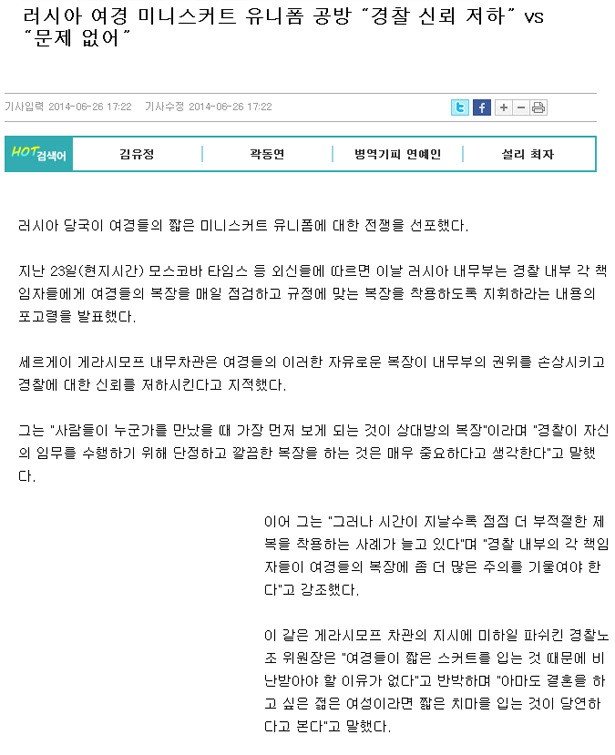 러시아 여경 미니스커트 유니폼 공방 “경찰 신뢰 저하” vs
“문제 없어”
기사입력 2014-06-26 17:22 기사수정 2014-06-26 17:22
HOT검색어 김유정 곽동연 병역기피 연예인 설리 최자
러시아 당국이 여경들의 짧은 미니스커트 유니폼에 대한 전쟁을 선포했다.
지난 23일(현지시간) 모스코바 타임스 등 외신들에 따르면 이날 러시아 내무부는 경찰 내부 각 책
임자들에게 여경들의 복장을 매일 점검하고 규정에 맞는 복장을 착용하도록 지휘하라는 내용의
포고령을 발표했다.
세르게이 게라시모프 내무차관은 여경들의 이러한 자유로운 복장이 내무부의 권위를 손상시키고
경찰에 대한 신뢰를 저하시킨다고 지적했다.
그는 "사람들이 누군가를 만났을 때 가장 먼저 보게 되는 것이 상대방의 복장"이라며 "경찰이 자신
의 임무를 수행하기 위해 단정하고 깔끔한 복장을 하는 것은 매우 중요하다고 생각한다"고 말했
다.
이어 그는 "그러나 시간이 지날수록 점점 더 부적절한 제
복을 착용하는 사례가 늘고 있다"며 "경찰 내부의 각 책임
자들이 여경들의 복장에 좀 더 많은 주의를 기울여야 한
다"고 강조했다.
이 같은 게라시모프 차관의 지시에 미하일 파쉬킨 경찰노
조 위원장은 "여경들이 짧은 스커트를 입는 것 때문에 비
난받아야 할 이유가 없다"고 반박하며 "아마도 결혼을 하
고 싶은 젊은 여성이라면 짧은 치마를 입는 것이 당연하
다고 본다"고 말했다.